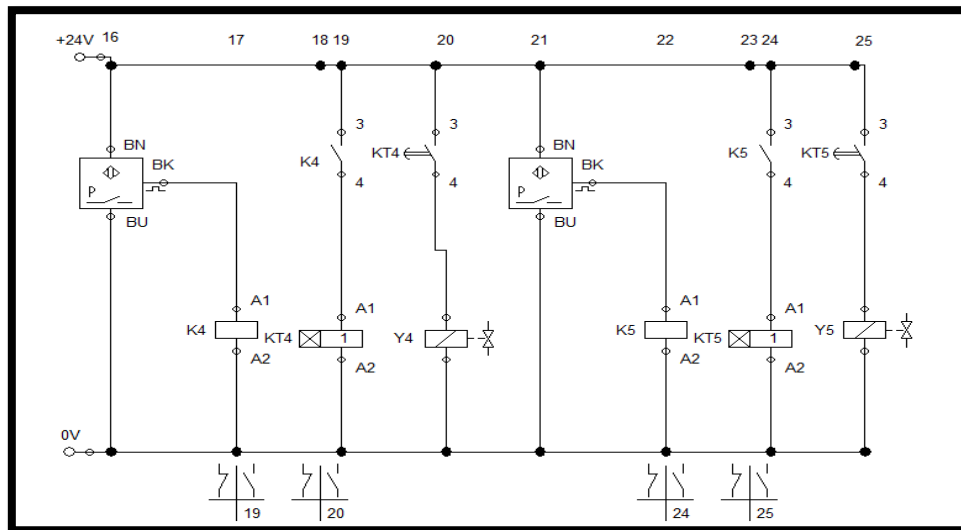 +24V 16 17 18 19 20 21 22 23 24 25
3 3 3 3
BN BN
BK K4 KT4 BK K5 KT5
P 4 4 P 4 4
BU BU
A1 A1 A1 A1
K4 KT4 1 Y4 K5 KT5 1 Y5
A2 A2 A2 A2
0V
19 20 24 25